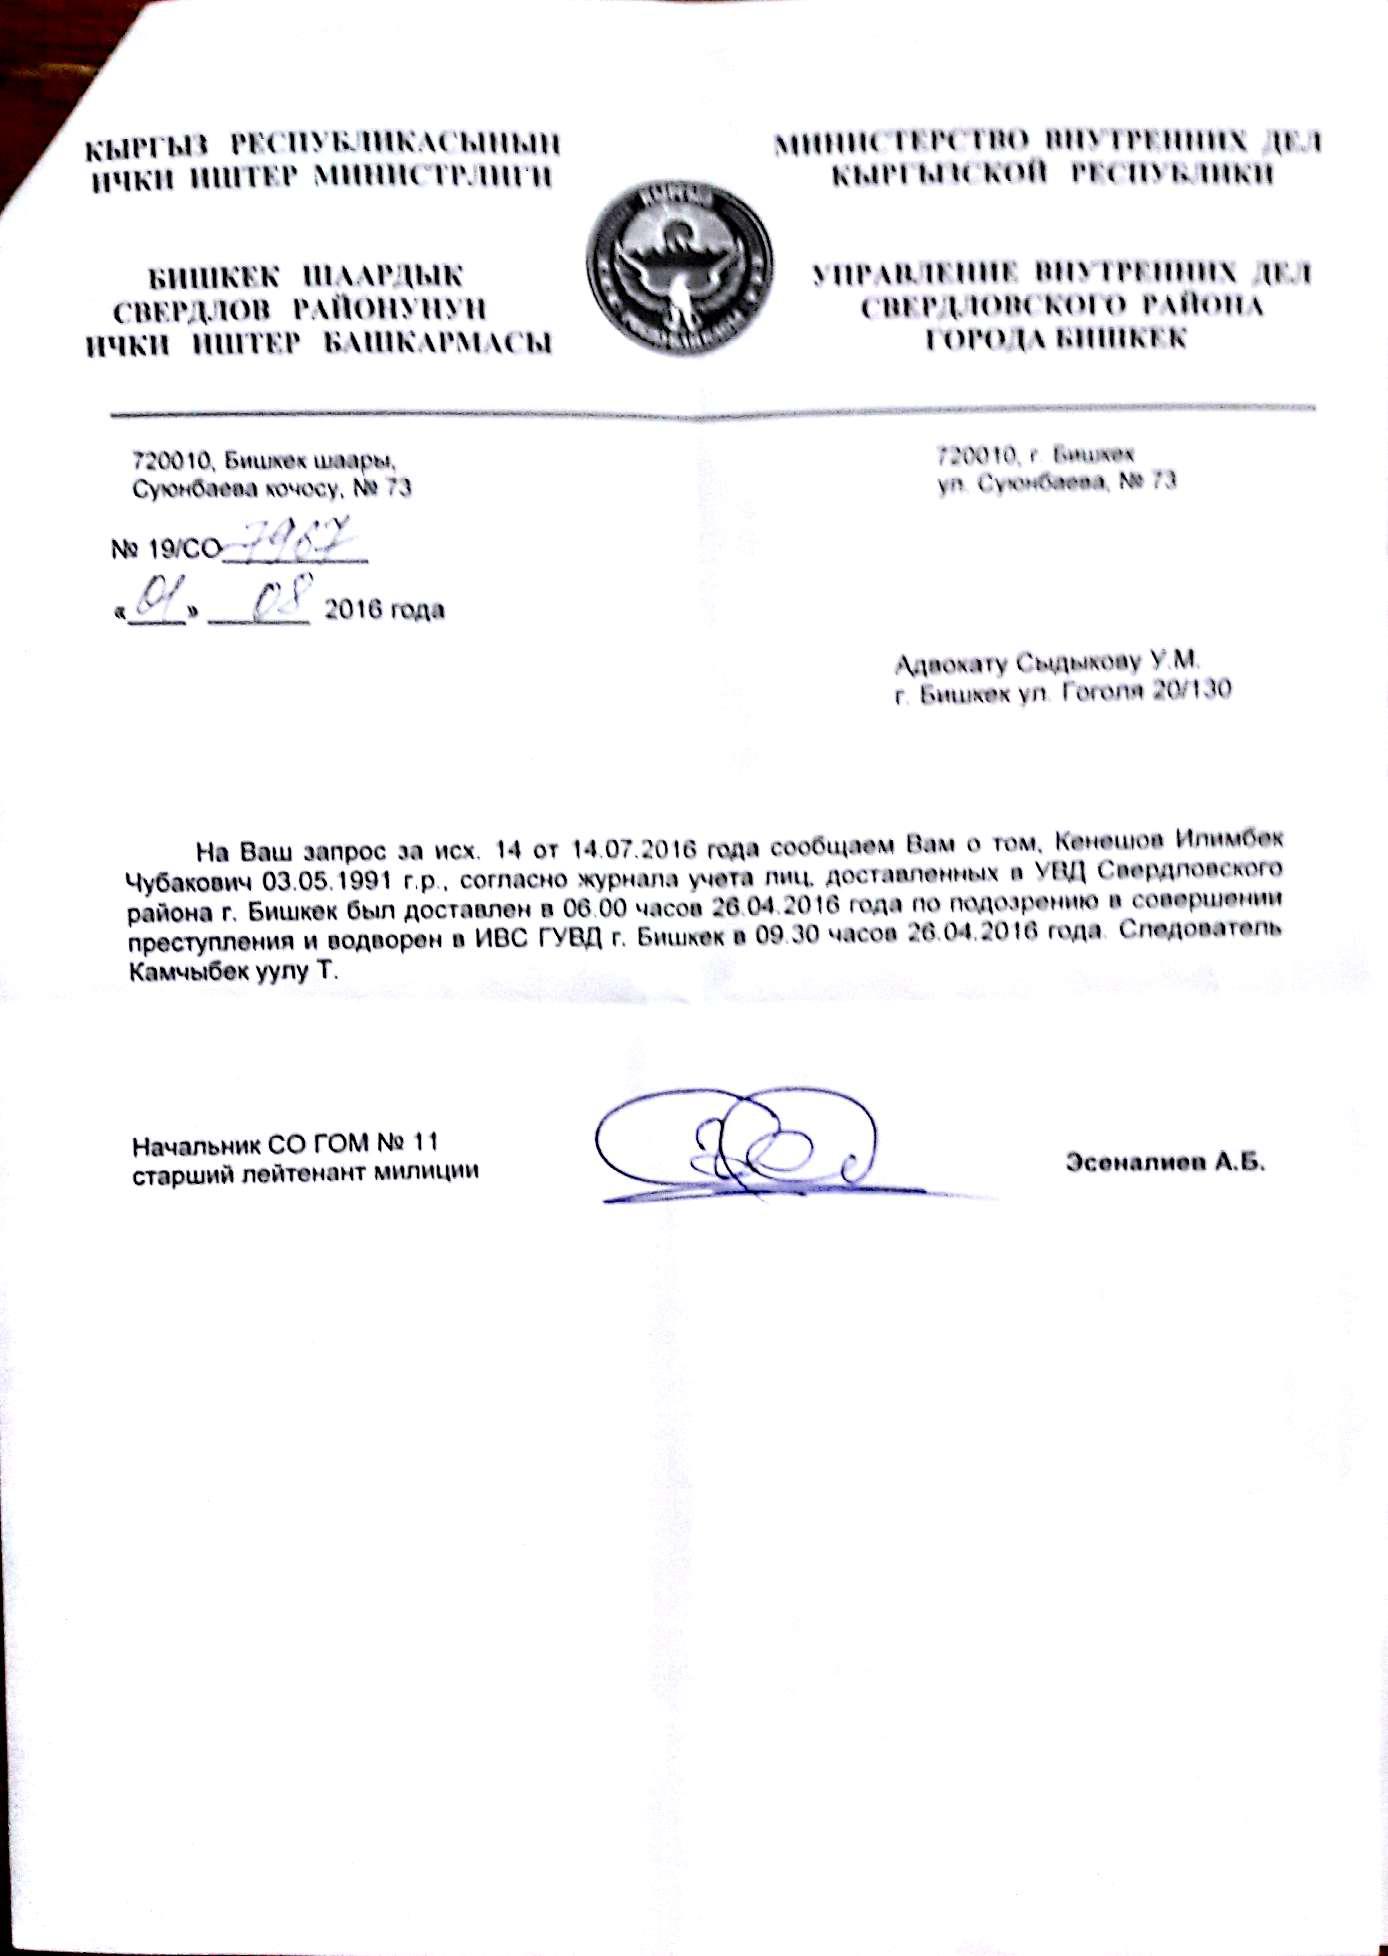 КЫРГЫЗ РЕСПУБЛИКАСЫНЫН
ИЧКИ ИШТЕР МИНИСТРЛИГИ
БИШКЕК ШААРДЫК
СВЕРДЛОВ РАЙОНУНУН
ИЧКИ ИШТЕР БАШКАРМАСЫ
МИНИСТЕРСТВО ВНУТРЕННИХ ДЕЛ
КЫРГЫЗСКОЙ РЕСПУБЛИКИ
УПРАВЛЕНИЕ ВНУТРЕННИХ ДЕЛ
СВЕРДЛОВСКОГО РАЙОНА
ГОРОДА БИШКЕК
КЫРГЫЗ
720010, Бишкек шаары,
Суюнбаева кочосу, № 73
720010, г. Бишкек
ул. Суюнбаева, № 73
№ 19/СО 7967
«01» 08 2016 года
Адвокату Сыдыкову У.М.
г. Бишкек ул. Гоголя 20/130
На Ваш запрос за исх. 14 от 14.07.2016 года сообщаем Вам о том, Кенешов Илимбек
Чубакович 03.05.1991 г.р., согласно журнала учета лиц, доставленных в УВД Свердловского
района г. Бишкек был доставлен в 06.00 часов 26.04.2016 года по подозрению в совершении
преступления и водворен в ИВС ГУВД г. Бишкек в 09.30 часов 26.04.2016 года. Следователь
Камчыбек уулу Т.
Начальник СО ГОМ № 11
старший лейтенант милиции
Эсеналиев А.Б.